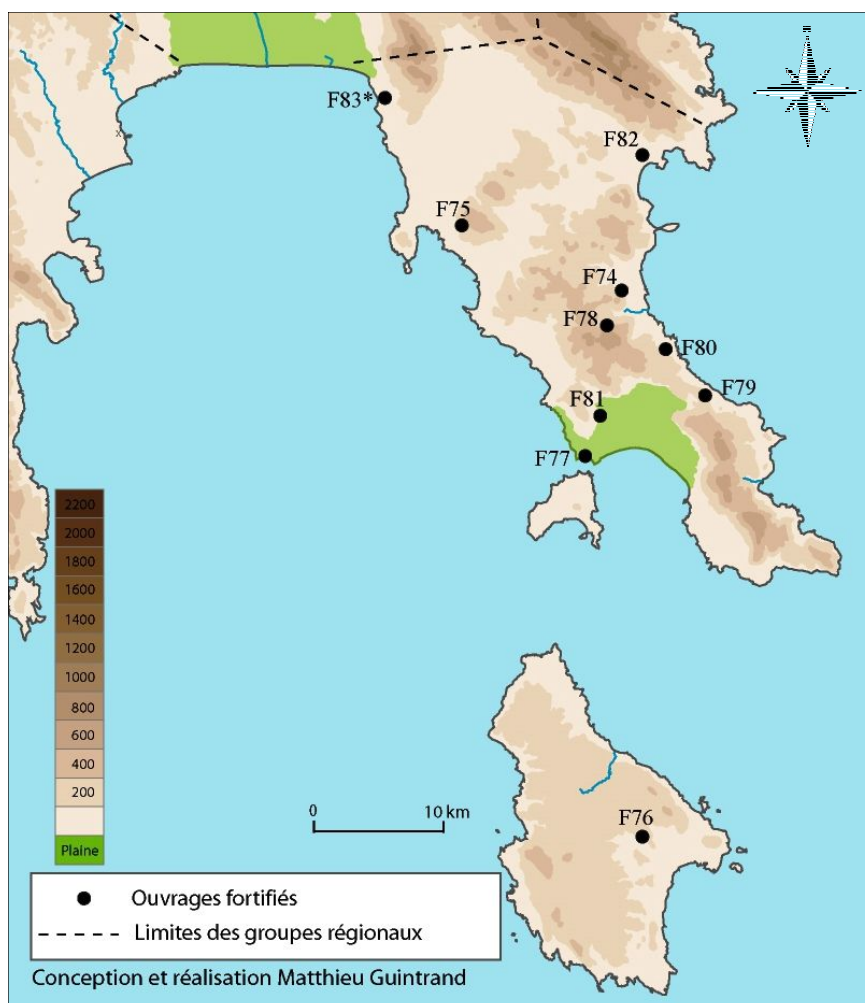 F83*
F82
F75
F74
F78
F80
F79
F81
F77
2200
2000
1800
1600
1400
1200
1000
800
600
400
200
Plaine
0 10 km
F76
Ouvrages fortifiés
Limites des groupes régionaux
Conception et réalisation Matthieu Guintrand